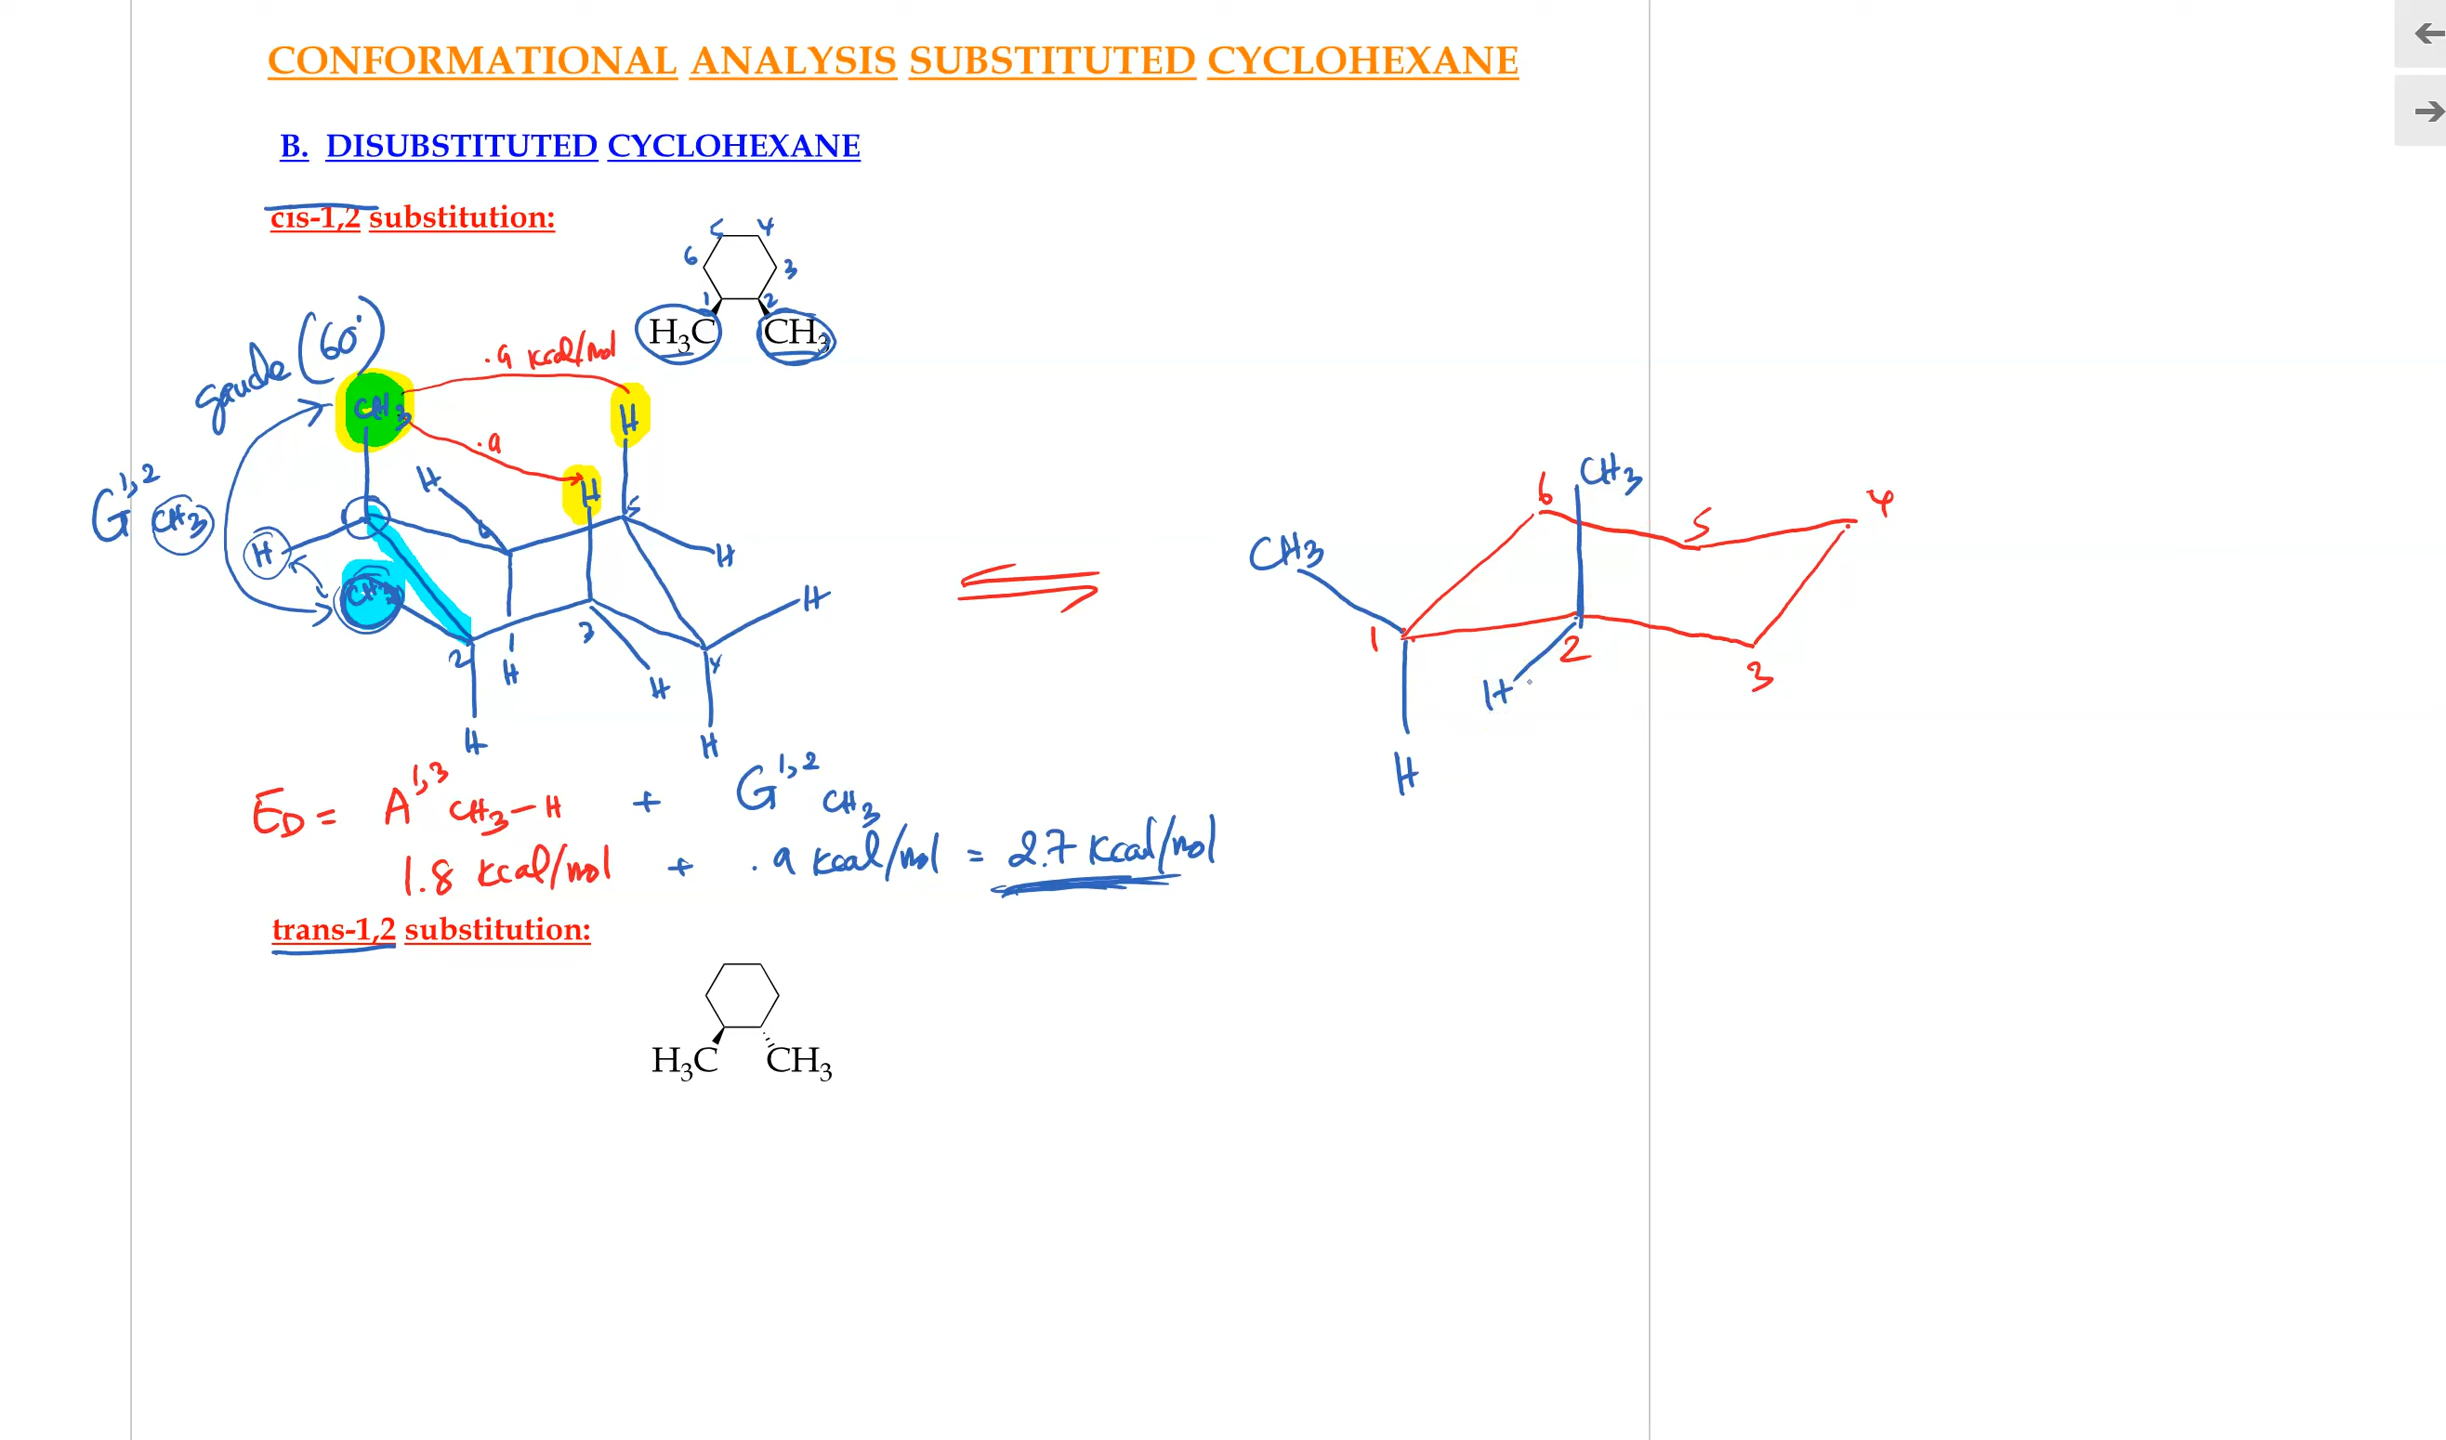 CONFORMATIONAL ANALYSIS SUBSTITUTED CYCLOHEXANE
B. DISUBSTITUTED CYCLOHEXANE
cis-1,2 substitution:
5 4
6 3
1 2
H₃C CH₃
gauche (60°)
.9 kcal/mol
CH₃ H
.9
G¹,² CH₃
H H
H 6 5 H
CH₃ H
2 H 3 H 4
H H
6 CH₃ 5 4
CH₃
1 2 3
H
H
E_D = A¹,³ CH₃–H + G¹,² CH₃
1.8 kcal/mol + .9 kcal/mol = 2.7 kcal/mol
trans-1,2 substitution:
H₃C CH₃